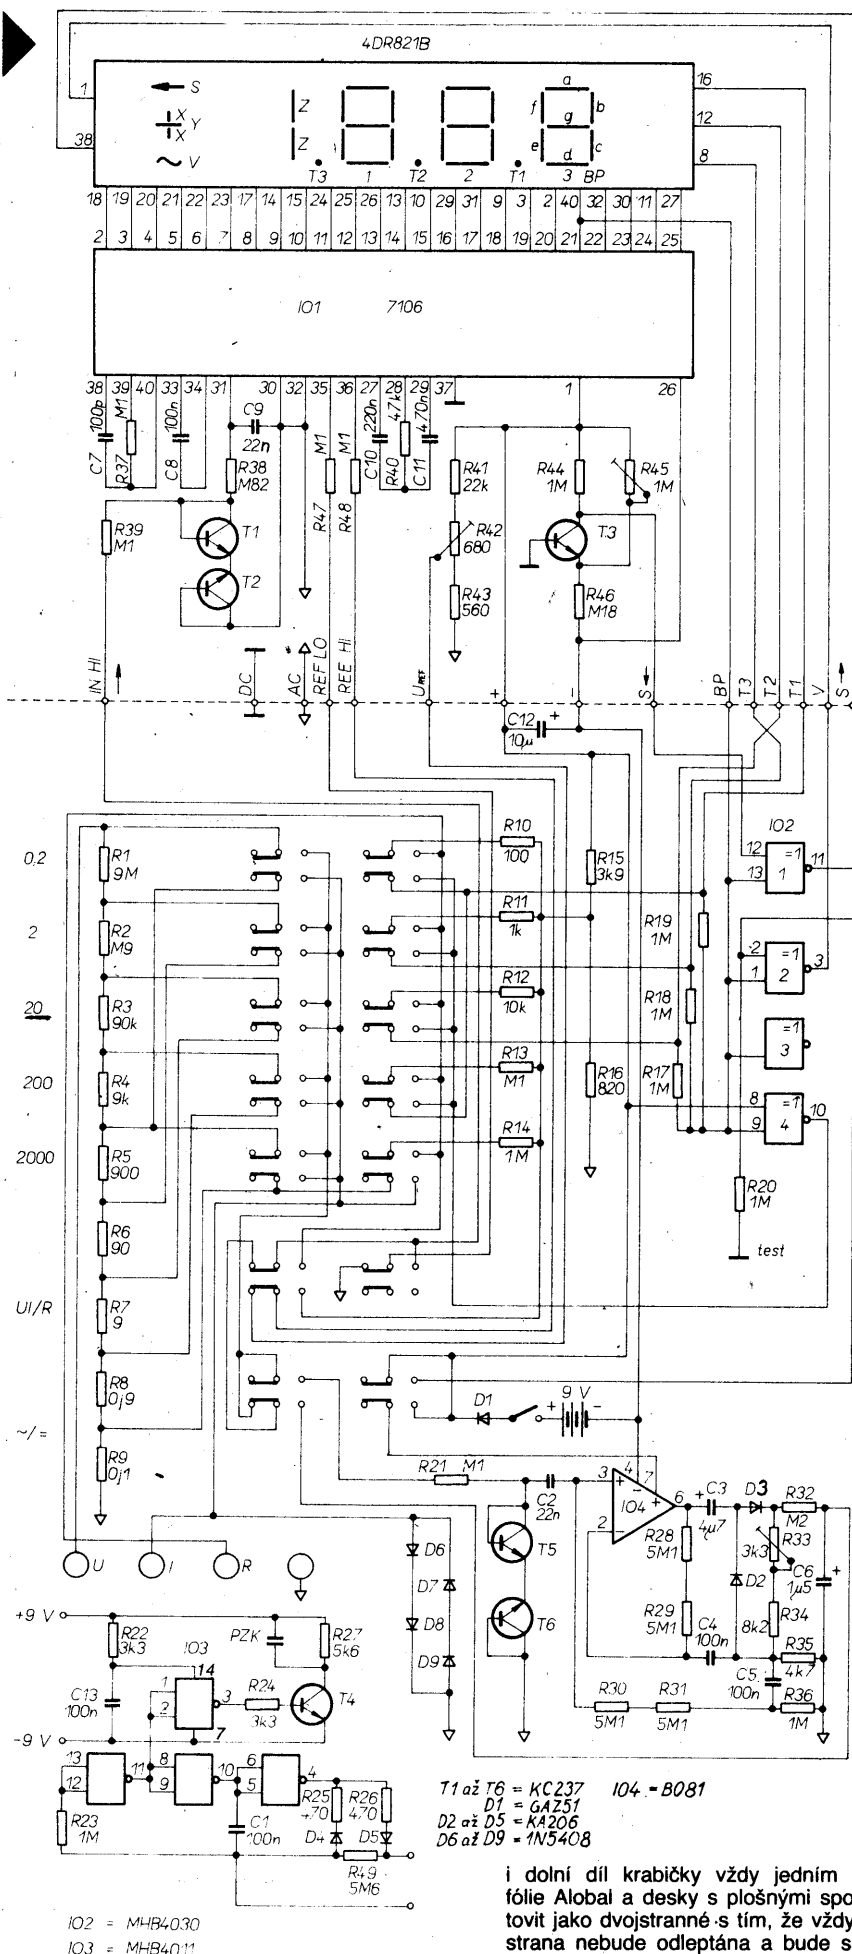 4DR821B
1
S
Z
a
16
X
Y
X
f
g
b
12
38
Z
e
d
c
V
T3 1 T2 2 T1 3 BP
8
18 19 20 21 22 23 17 14 15 24 25 26 13 10 29 31 9 3 2 40 32 30 11 27
2 3 4 5 6 7 8 9 10 11 12 13 14 15 16 17 18 19 20 21 22 23 24 25
IO1 7106
38 39 40 33 34 31 30 32 35 36 27 28 29 37 1 26
C7 100p
R37 M1
C8 100n
C9
22n
R38
M82
R47 M1
R48 M1
C10 220n
R40 47k
C11 470n
R41
22k
R44
1M
R45
1M
R39
M1
T1
T2
R42
680
T3
R43
560
R46
M18
IN HI
DC
AC
REF LO
REE HI
UREF
+
-
S
BP
T3
T2
T1
V
S
C12
10µ
+
0,2
R1
9M
R10
100
R15
3k9
IO2
12
13
=1
1
11
2
R2
M9
R11
1k
R19
1M
2
1
=1
2
3
20
R3
90k
R12
10k
R18
1M
=1
3
200
R4
9k
R13
M1
R16
820
R17
1M
8
9
=1
4
10
2000
R5
900
R14
1M
R20
1M
R6
90
test
UI/R
R7
9
R8
0j9
D1
+ 9 V -
~/=
R9
0j1
R21 M1
C2
22n
3
2
+
-
4
7
+
IO4
6
+ C3
4µ7
D3
R32
M2
R28
5M1
R33
3k3
T5
D6
D7
D2
C6
1µ5
+
U
I
R
+9 V
R22
3k3
IO3
PZK
R27
5k6
D8
D9
T6
R29
5M1
C4
100n
R34
8k2
R35
4k7
14
1
2
3
R24
3k3
T4
C13
100n
C5
100n
R30
5M1
R31
5M1
R36
1M
7
-9 V
13
12
11
8
9
10
6
5
4
R23
1M
C1
100n
R25
470
R26
470
D4
D5
R49
5M6
T1 až T6 = KC237 IO4 = B081
D1 = GAZ51
D2 až D5 = KA206
D6 až D9 = 1N5408
IO2 = MHB4030
IO3 = MHB4011
i dolní díl krabičky vždy jedním
fólie Alobal a desky s plošnými spo
tovit jako dvojstranné s tím, že vždy
strana nebude odleptána a bude s